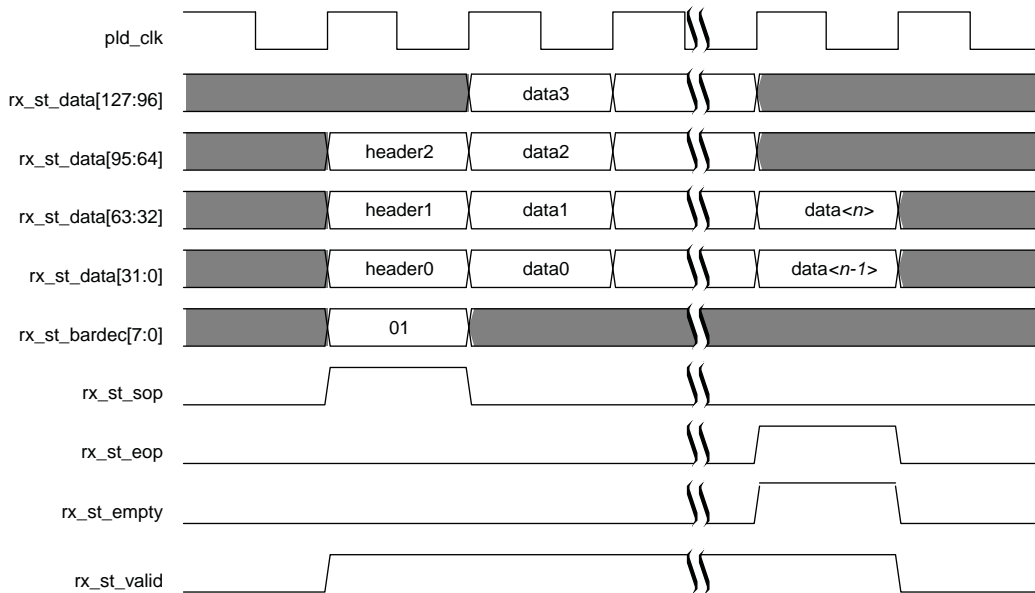 pld_clk
rx_st_data[127:96] data3
rx_st_data[95:64] header2 data2
rx_st_data[63:32] header1 data1 data<n>
rx_st_data[31:0] header0 data0 data<n-1>
rx_st_bardec[7:0] 01
rx_st_sop
rx_st_eop
rx_st_empty
rx_st_valid